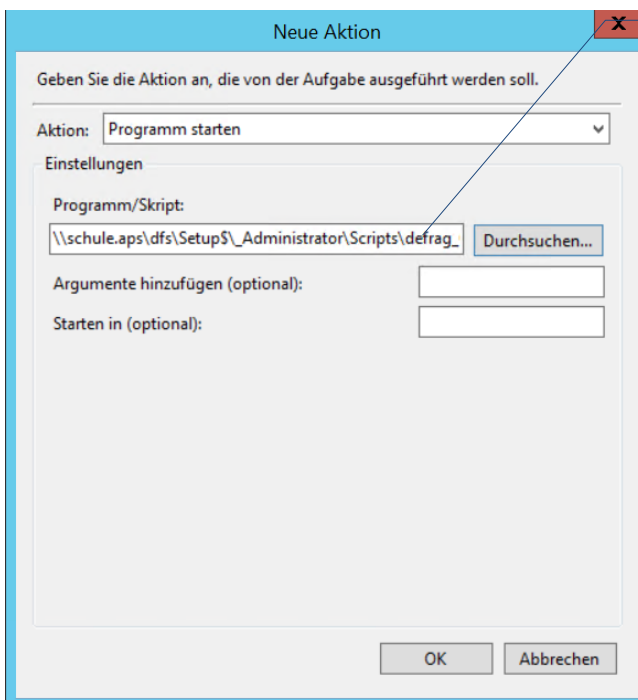 Neue Aktion
X
Geben Sie die Aktion an, die von der Aufgabe ausgeführt werden soll.
Aktion: Programm starten
Einstellungen
Programm/Skript:
\\schule.aps\dfs\Setup$\_Administrator\Scripts\defrag_ Durchsuchen...
Argumente hinzufügen (optional):
Starten in (optional):
OK Abbrechen